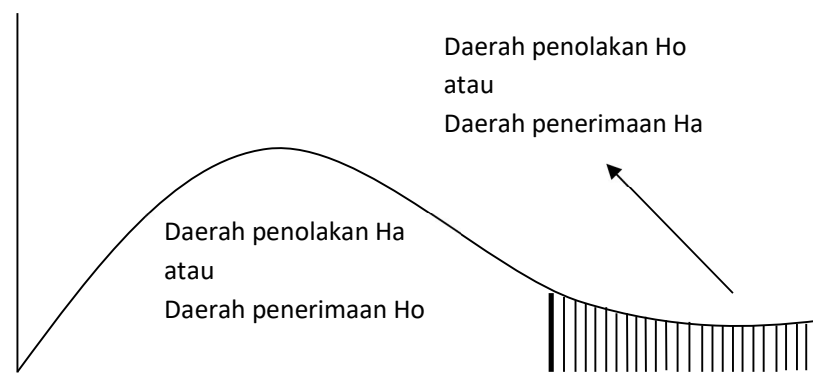 Daerah penolakan Ho
atau
Daerah penerimaan Ha
Daerah penolakan Ha
atau
Daerah penerimaan Ho